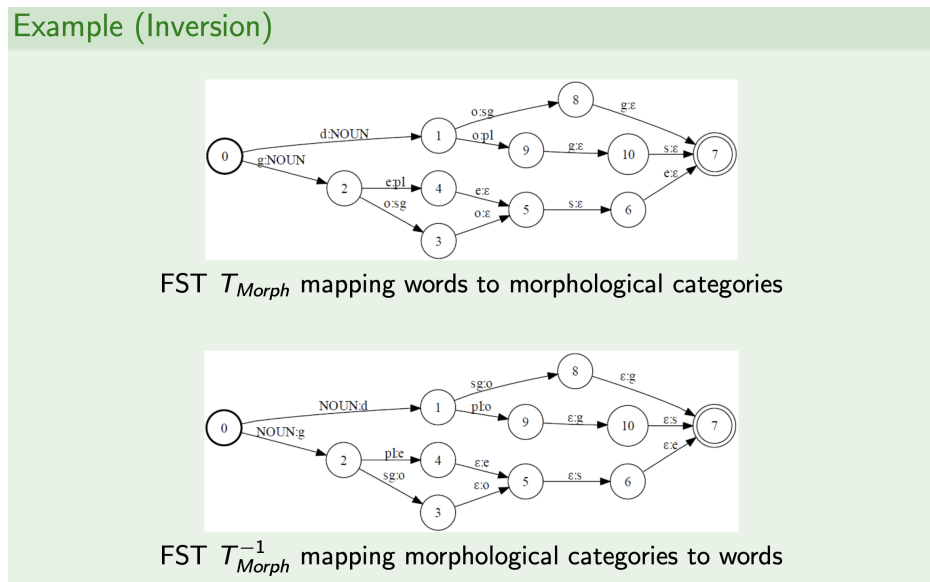 Example (Inversion)
8
o:sg
g:ε
d:NOUN
1
o:pl
0
9
g:ε
10
s:ε
7
g:NOUN
e:ε
2
e:pl
4
e:ε
o:sg
5
s:ε
6
o:ε
3
FST T_Morph mapping words to morphological categories
8
sg:o
ε:g
NOUN:d
1
pl:o
0
9
ε:g
10
ε:s
7
NOUN:g
ε:e
2
pl:e
4
ε:e
sg:o
5
ε:s
6
ε:o
3
FST T_Morph^−1 mapping morphological categories to words